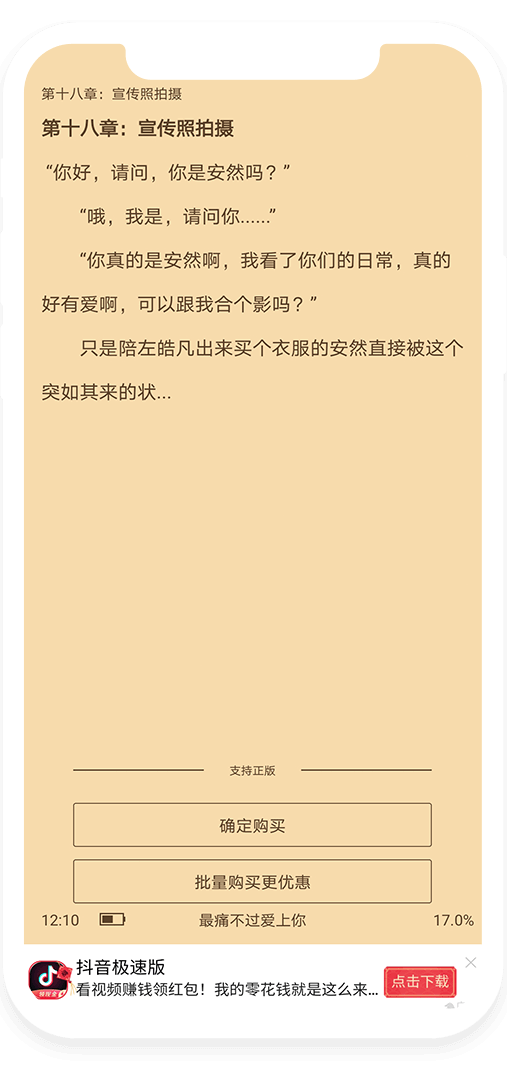 第十八章：宣传照拍摄
第十八章：宣传照拍摄
“你好，请问，你是安然吗？”
“哦，我是，请问你......”
“你真的是安然啊，我看了你们的日常，真的
好有爱啊，可以跟我合个影吗？”
只是陪左皓凡出来买个衣服的安然直接被这个
突如其来的状...
支持正版
确定购买
批量购买更优惠
12:10 最痛不过爱上你 17.0%
抖音极速版
看视频赚钱领红包！我的零花钱就是这么来...
点击下载